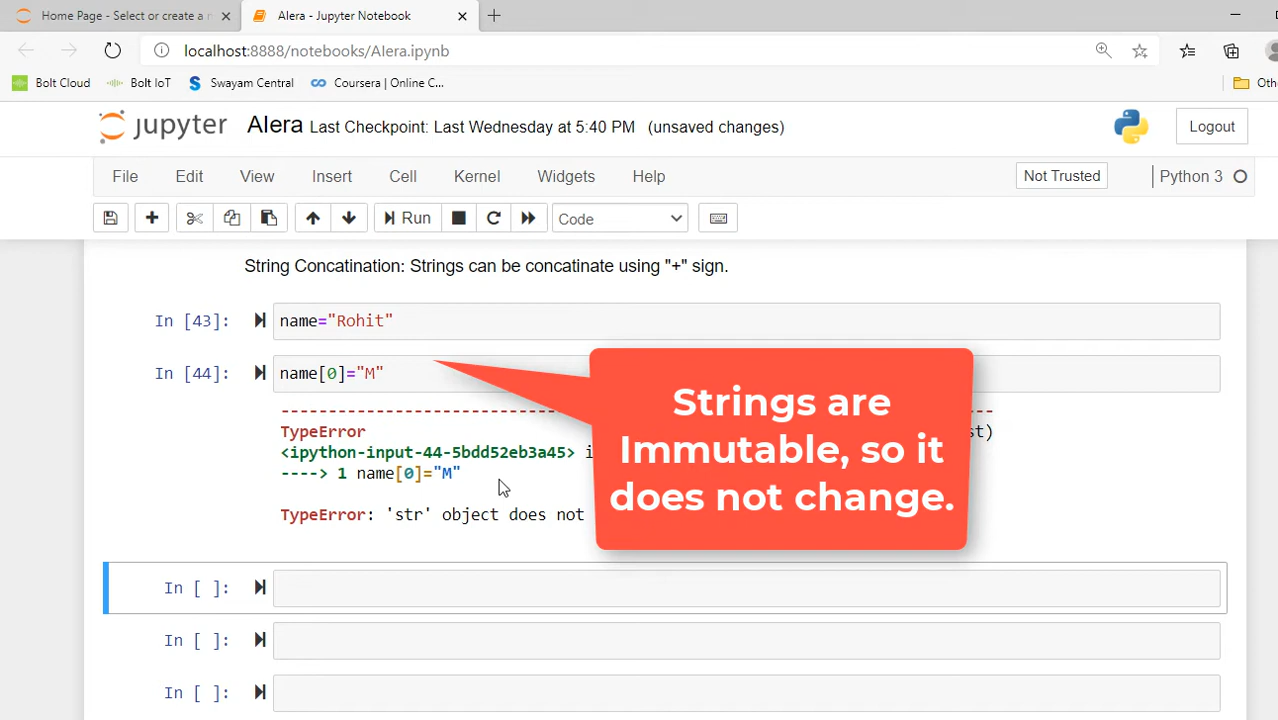 Home Page - Select or create a n
Alera - Jupyter Notebook
localhost:8888/notebooks/Alera.ipynb
Bolt Cloud
Bolt IoT
Swayam Central
Coursera | Online C...
Oth
jupyter Alera Last Checkpoint: Last Wednesday at 5:40 PM (unsaved changes)
Logout
File Edit View Insert Cell Kernel Widgets Help
Not Trusted
Python 3
Run
Code
String Concatination: Strings can be concatinate using "+" sign.
In [43]: name="Rohit"
In [44]: name[0]="M"
---------------------------------------------------------------------------
TypeError
st)
<ipython-input-44-5bdd52eb3a45> i
----> 1 name[0]="M"
TypeError: 'str' object does not
Strings are
Immutable, so it
does not change.
In [ ]:
In [ ]:
In [ ]: